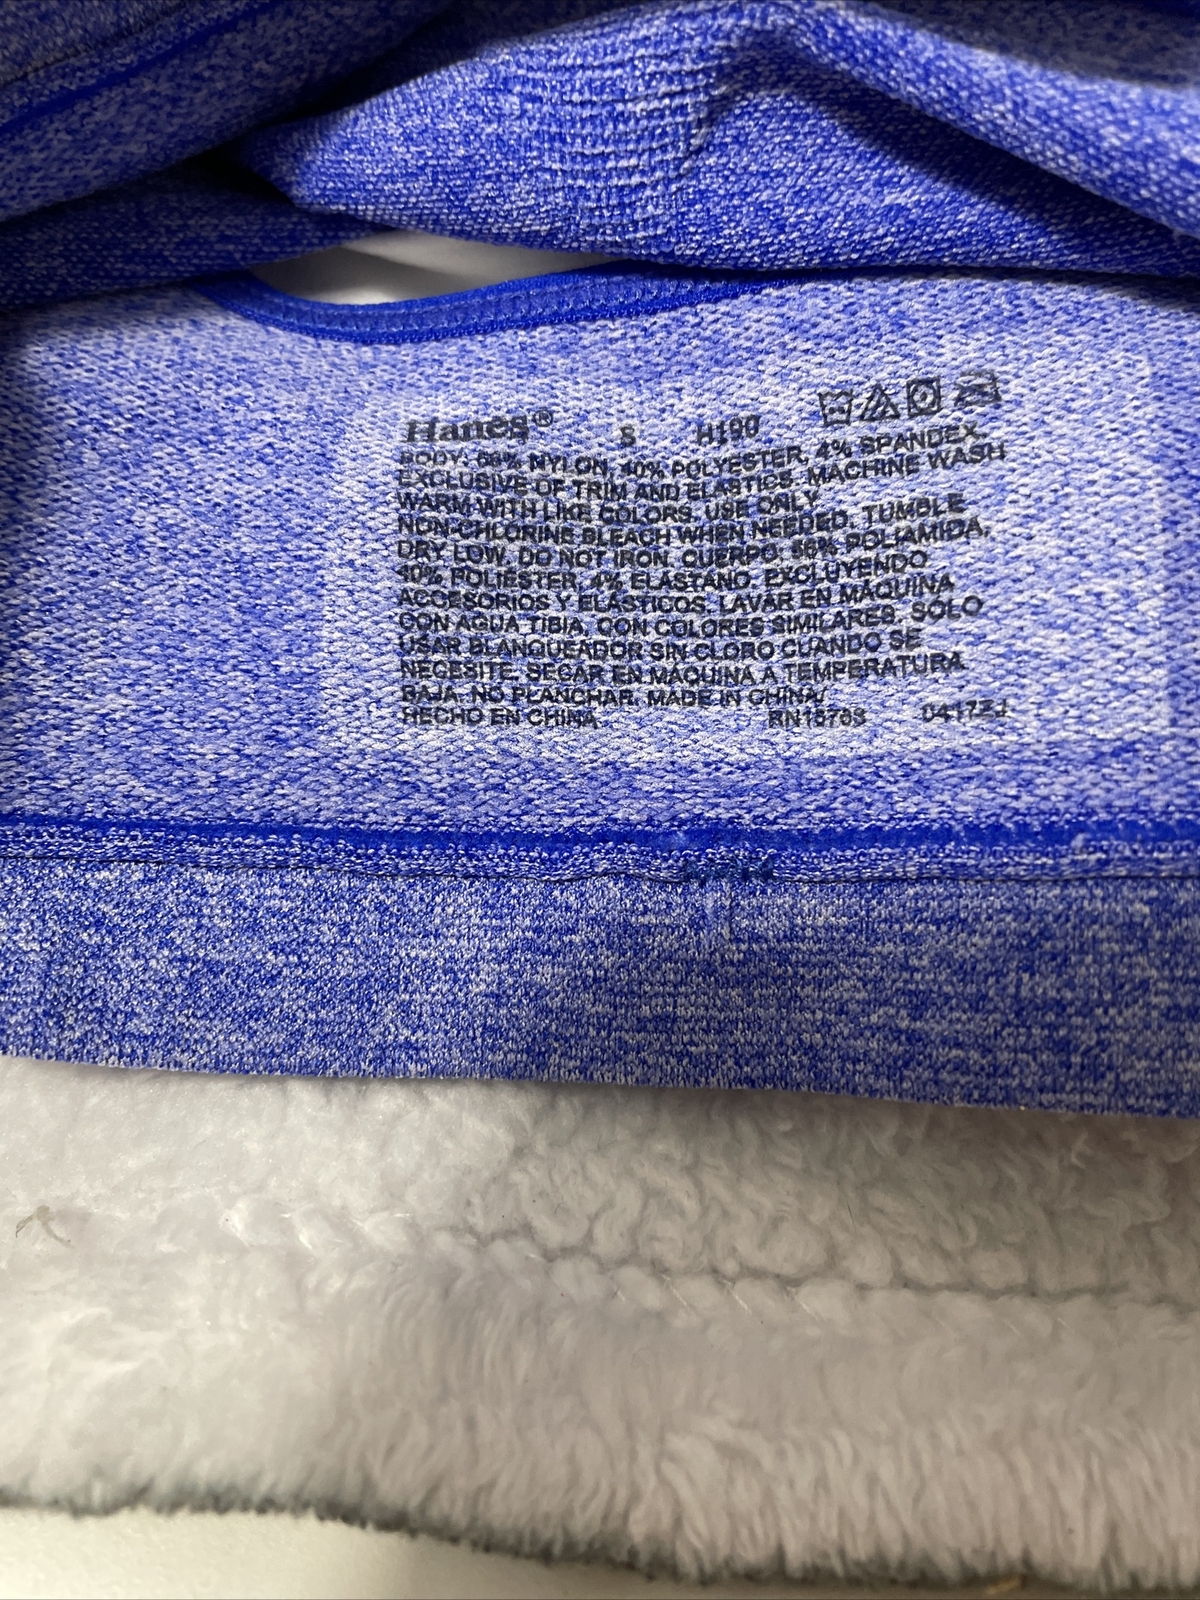 Hanes® S H190
BODY: 56% NYLON, 40% POLYESTER, 4% SPANDEX,
EXCLUSIVE OF TRIM AND ELASTICS. MACHINE WASH
WARM WITH LIKE COLORS. USE ONLY
NON-CHLORINE BLEACH WHEN NEEDED. TUMBLE
DRY LOW. DO NOT IRON. CUERPO: 56% POLIAMIDA,
40% POLIÉSTER, 4% ELASTANO. EXCLUYENDO
ACCESORIOS Y ELÁSTICOS. LAVAR EN MÁQUINA
CON AGUA TIBIA, CON COLORES SIMILARES. SÓLO
USAR BLANQUEADOR SIN CLORO CUANDO SE
NECESITE. SECAR EN MÁQUINA A TEMPERATURA
BAJA. NO PLANCHAR. MADE IN CHINA/
HECHO EN CHINA. RN15763